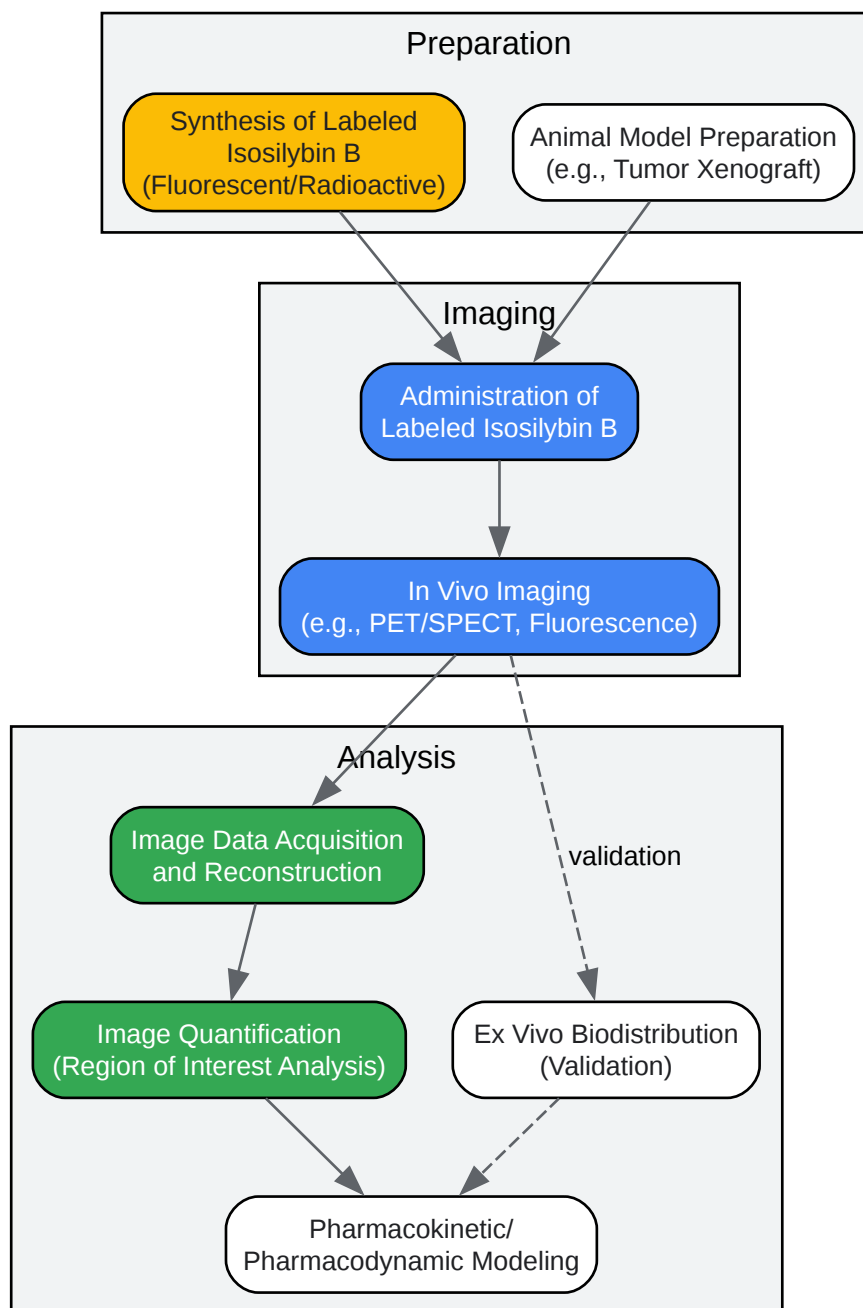 Preparation
Synthesis of Labeled
Isosilybin B
(Fluorescent/Radioactive)
Animal Model Preparation
(e.g., Tumor Xenograft)
Imaging
Administration of
Labeled Isosilybin B
In Vivo Imaging
(e.g., PET/SPECT, Fluorescence)
Analysis
Image Data Acquisition
and Reconstruction
validation
Image Quantification
(Region of Interest Analysis)
Ex Vivo Biodistribution
(Validation)
Pharmacokinetic/
Pharmacodynamic Modeling